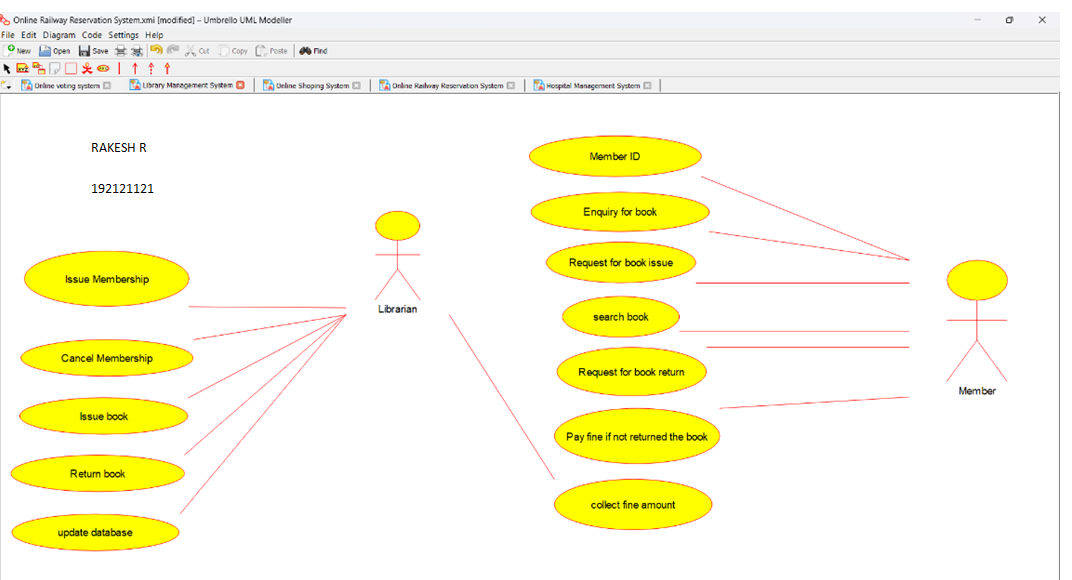 Online Railway Reservation System.xmi [modified] – Umbrello UML Modeller
File Edit Diagram Code Settings Help
New Open Save Cut Copy Paste Find
Online voting system Library Management System Online Shoping System Online Railway Reservation System Hospital Management System
RAKESH R
192121121
Librarian
Issue Membership
Cancel Membership
Issue book
Return book
update database
Member ID
Enquiry for book
Request for book issue
search book
Request for book return
Pay fine if not returned the book
collect fine amount
Member